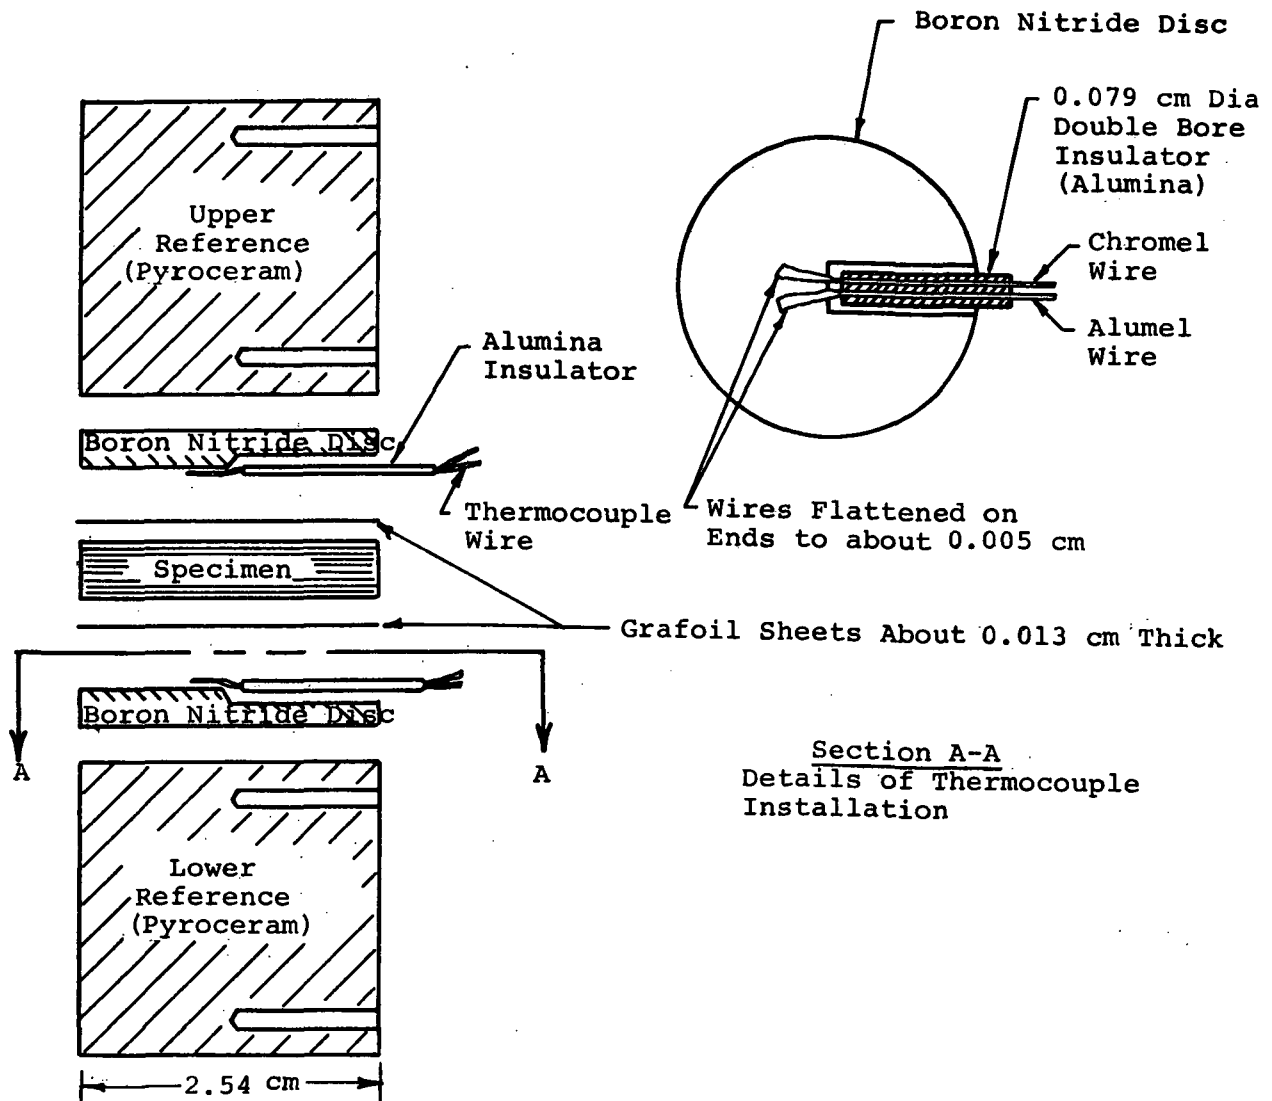 Boron Nitride Disc
0.079 cm Dia
Double Bore
Insulator
(Alumina)
Upper
Reference
(Pyroceram)
Chromel
Wire
Alumel
Wire
Alumina
Insulator
Boron Nitride Disc
Thermocouple
Wire
Wires Flattened on
Ends to about 0.005 cm
Specimen
Grafoil Sheets About 0.013 cm Thick
Boron Nitride Disc
A
A
Section A-A
Details of Thermocouple
Installation
Lower
Reference
(Pyroceram)
2.54 cm